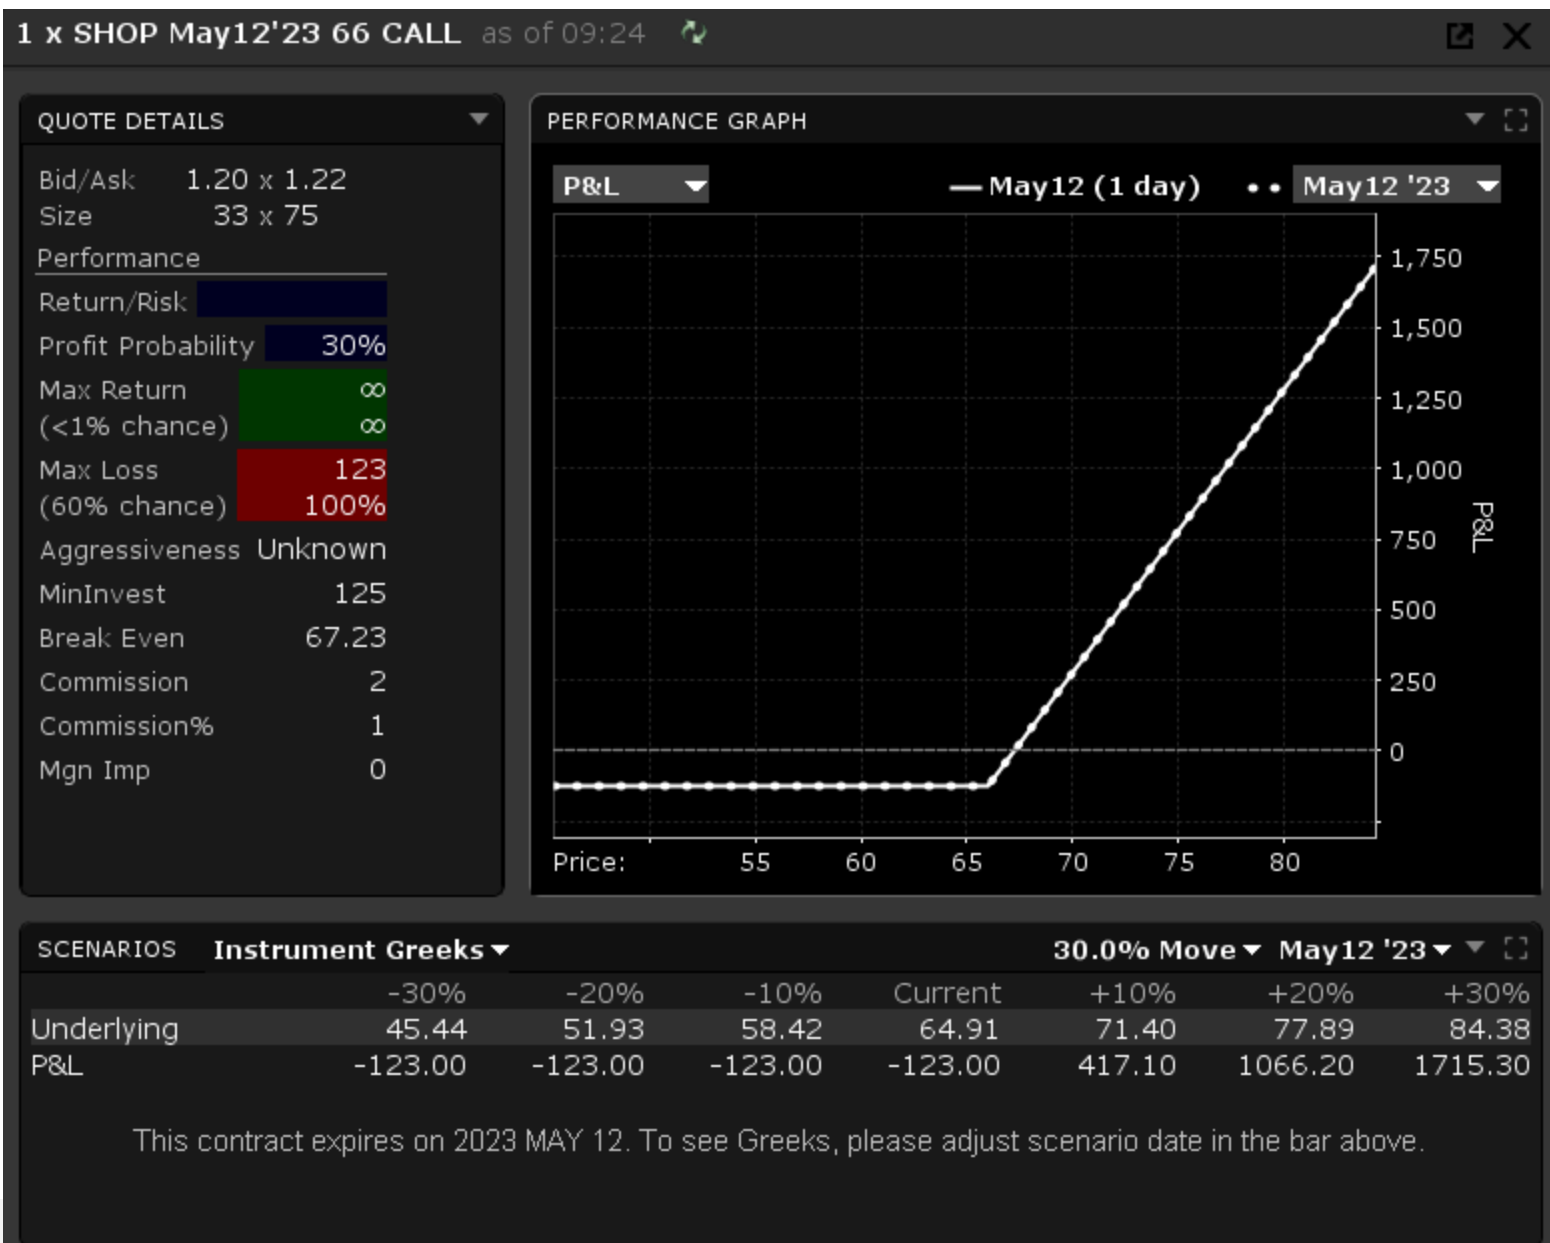 1 x SHOP May12'23 66 CALL as of 09:24
QUOTE DETAILS
Bid/Ask 1.20 x 1.22
Size 33 x 75
Performance
Return/Risk
Profit Probability 30%
Max Return ∞
(<1% chance) ∞
Max Loss 123
(60% chance) 100%
Aggressiveness Unknown
MinInvest 125
Break Even 67.23
Commission 2
Commission% 1
Mgn Imp 0
PERFORMANCE GRAPH
P&L May12 (1 day) May12 '23
1,750
1,500
1,250
1,000
750
500
250
0
P&L
Price: 55 60 65 70 75 80
SCENARIOS Instrument Greeks 30.0% Move May12 '23
-30% -20% -10% Current +10% +20% +30%
Underlying 45.44 51.93 58.42 64.91 71.40 77.89 84.38
P&L -123.00 -123.00 -123.00 -123.00 417.10 1066.20 1715.30
This contract expires on 2023 MAY 12. To see Greeks, please adjust scenario date in the bar above.